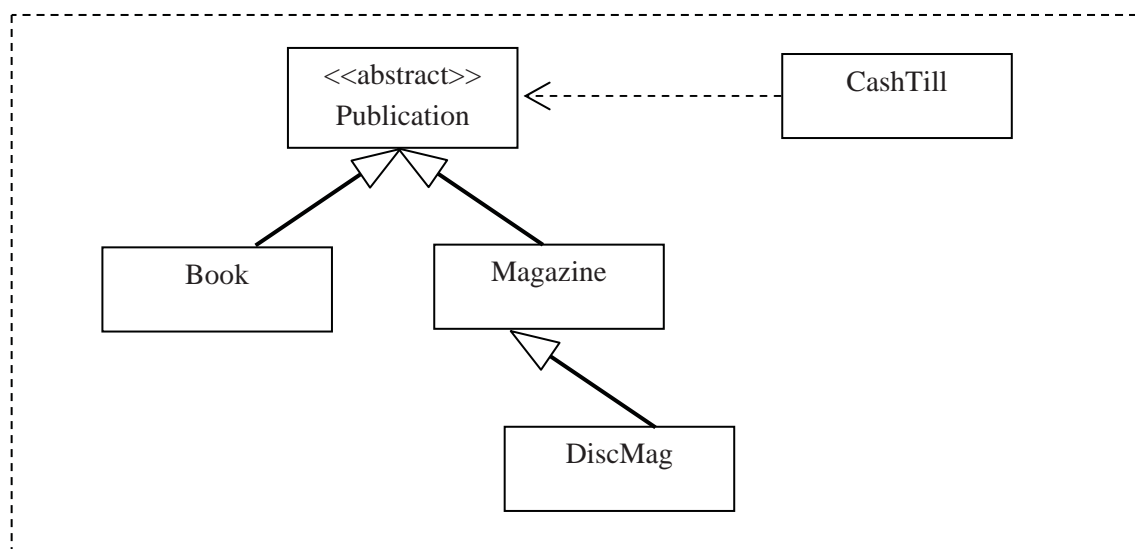 <<abstract>>
Publication
CashTill
Book
Magazine
DiscMag